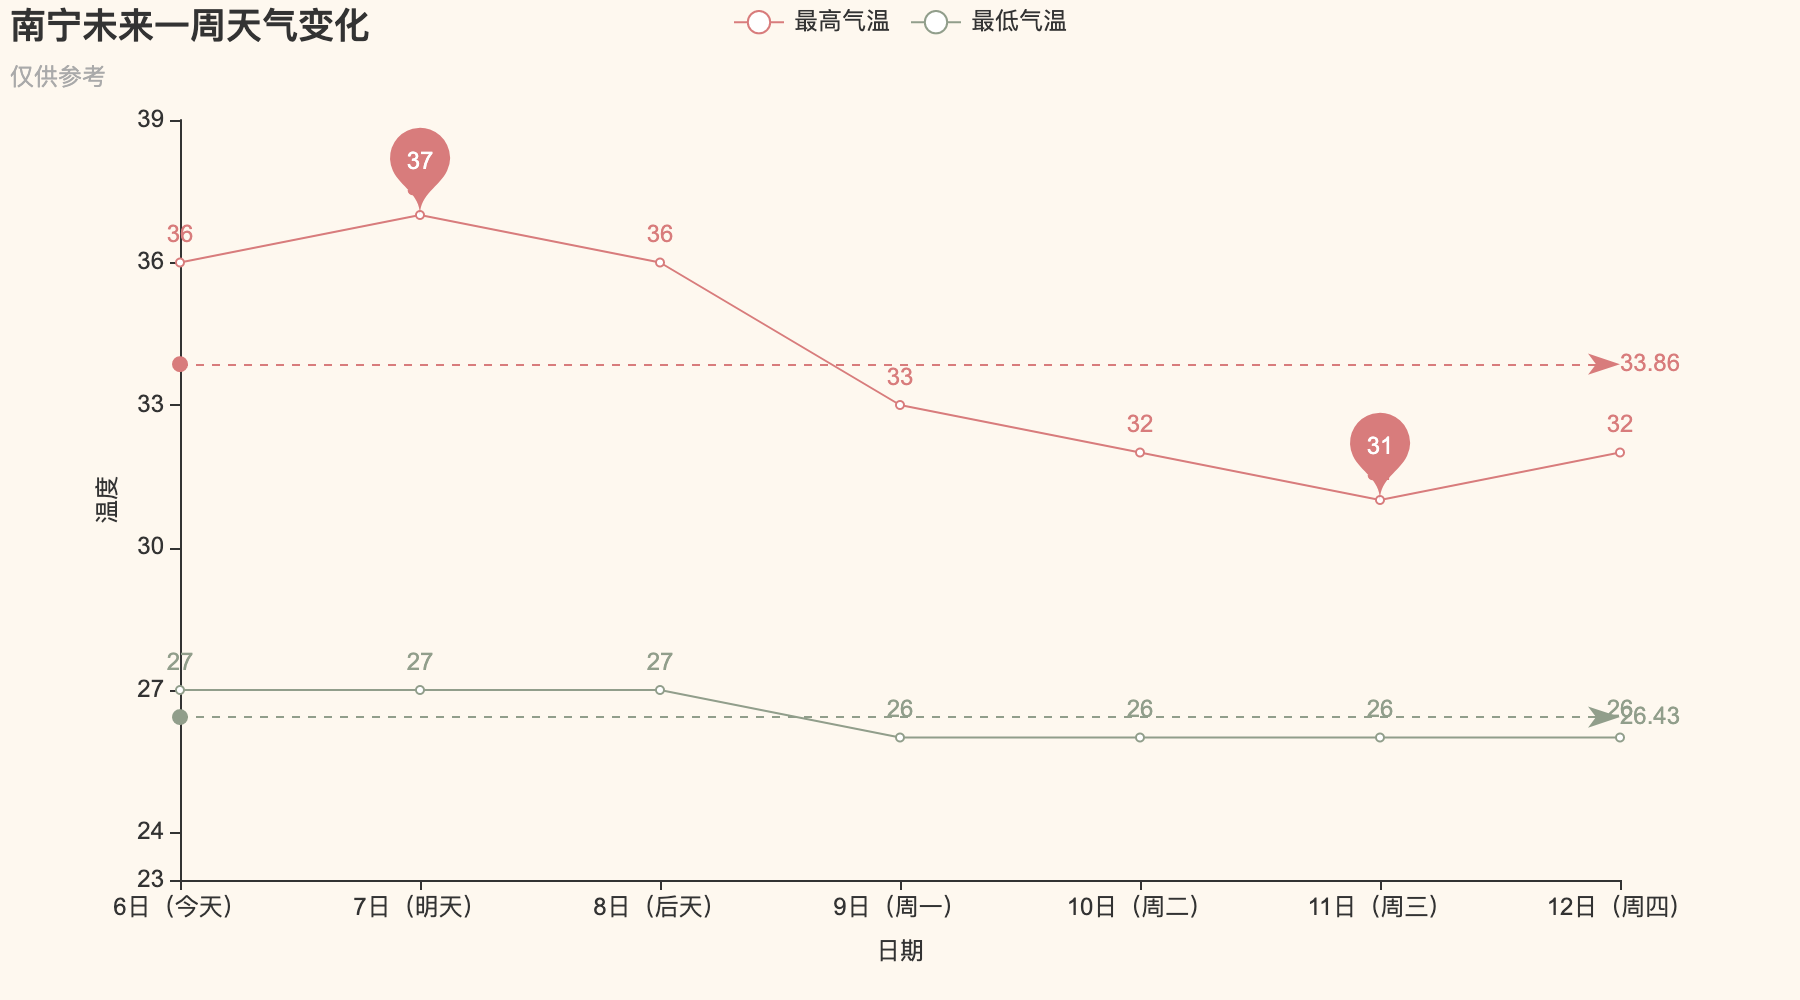 南宁未来一周天气变化
仅供参考
最高气温 最低气温
39
36
33
30
27
24
23
温度
36 37 36 33 32 31 32
33.86
27 27 27 26 26 26 26
26.43
6日（今天） 7日（明天） 8日（后天） 9日（周一） 10日（周二） 11日（周三） 12日（周四）
日期